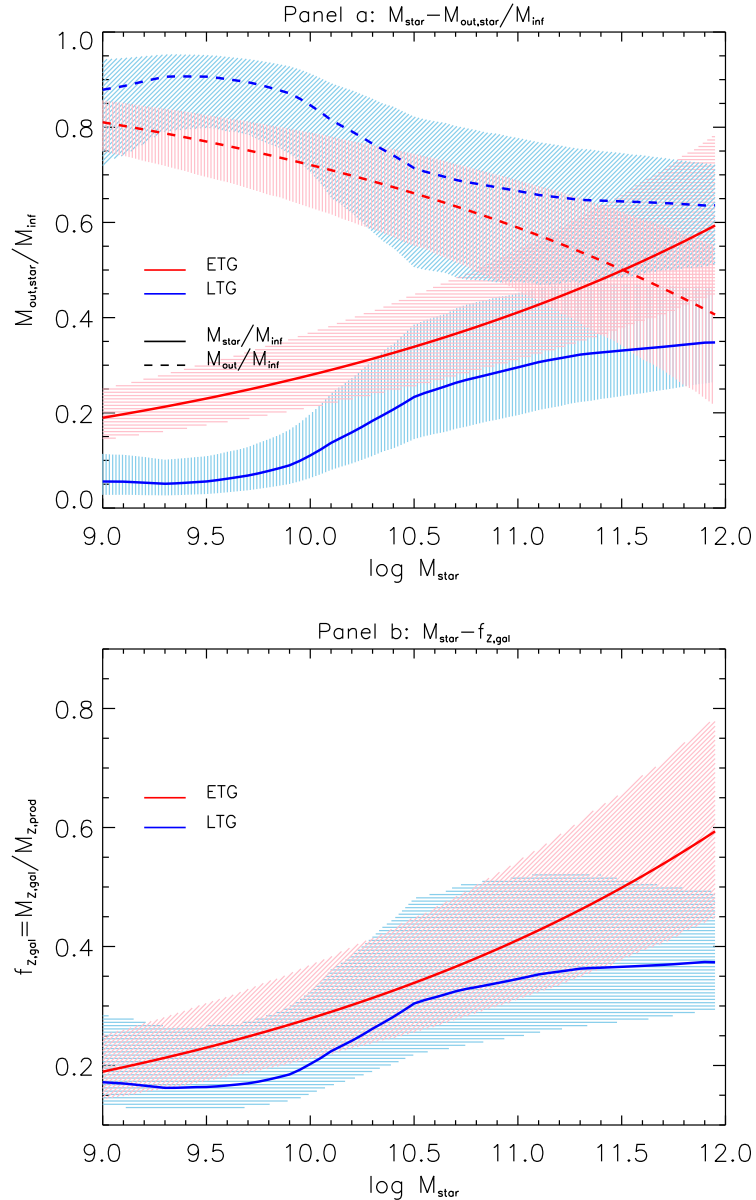 Panel a: M_star−M_out,star/M_inf
1.0
0.8
0.6
0.4
0.2
0.0
M_out,star/M_inf
ETG
LTG
M_star/M_inf
M_out/M_inf
9.0 9.5 10.0 10.5 11.0 11.5 12.0
log M_star
Panel b: M_star−f_Z,gal
0.8
0.6
0.4
0.2
f_Z,gal=M_Z,gal/M_Z,prod
ETG
LTG
9.0 9.5 10.0 10.5 11.0 11.5 12.0
log M_star